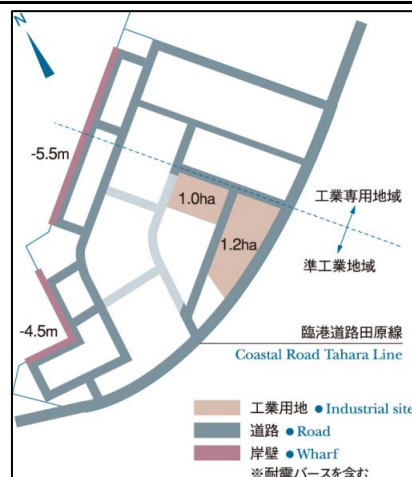 N
-5.5m
1.0ha
工業専用地域
1.2ha
準工業地域
-4.5m
臨港道路田原線
Coastal Road Tahara Line
工業用地 ● Industrial site
道路 ● Road
岸壁 ● Wharf
※耐震バースを含む